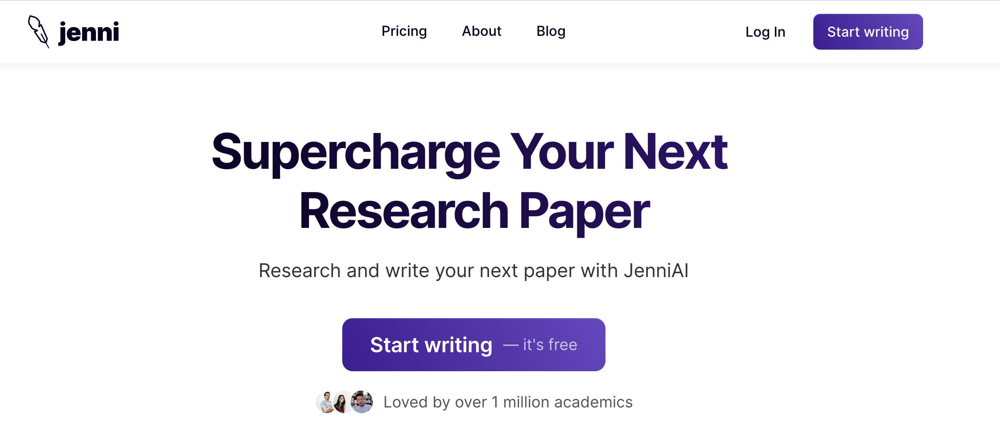 jenni
Pricing
About
Blog
Log In
Start writing
Supercharge Your Next
Research Paper
Research and write your next paper with JenniAI
Start writing — it's free
Loved by over 1 million academics